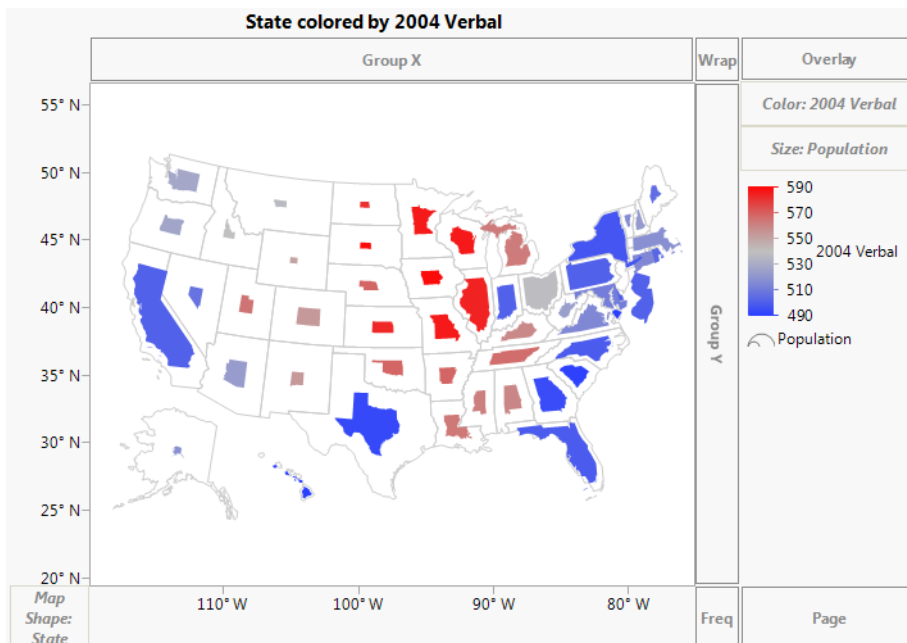 State colored by 2004 Verbal
Group X
Wrap
Overlay
Color: 2004 Verbal
Size: Population
55° N
50° N
45° N
40° N
35° N
30° N
25° N
20° N
Group Y
590
570
550
530
510
490
2004 Verbal
Population
110° W
100° W
90° W
80° W
Map
Shape:
State
Freq
Page